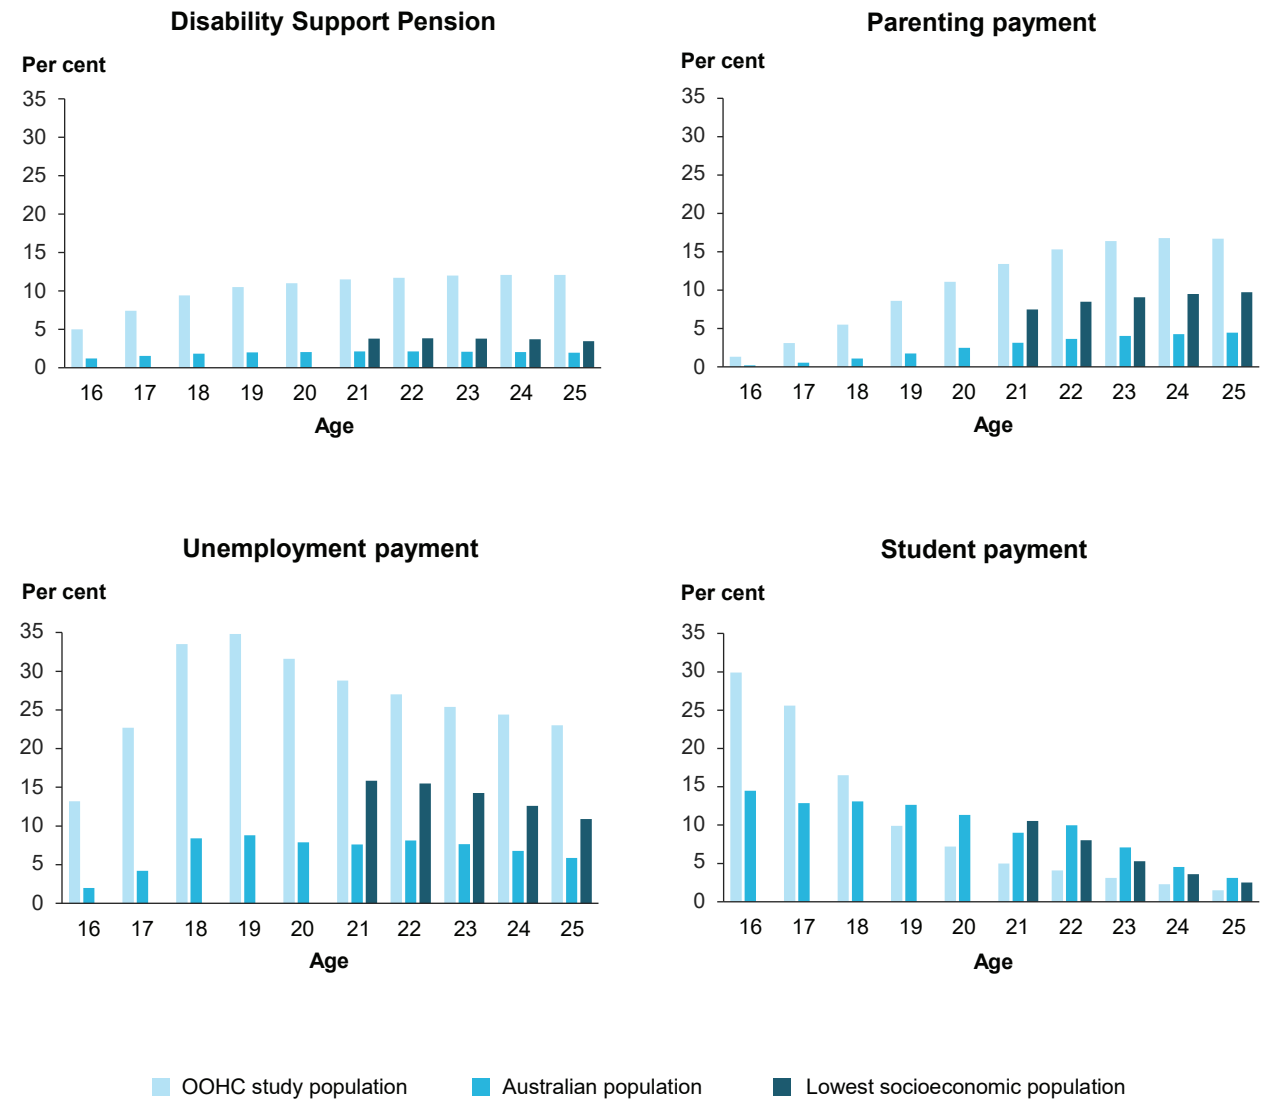 Disability Support Pension
Per cent
35
30
25
20
15
10
5
0
16 17 18 19 20 21 22 23 24 25
Age
Parenting payment
Per cent
35
30
25
20
15
10
5
0
16 17 18 19 20 21 22 23 24 25
Age
Unemployment payment
Per cent
35
30
25
20
15
10
5
0
16 17 18 19 20 21 22 23 24 25
Age
Student payment
Per cent
35
30
25
20
15
10
5
0
16 17 18 19 20 21 22 23 24 25
Age
OOHC study population Australian population Lowest socioeconomic population